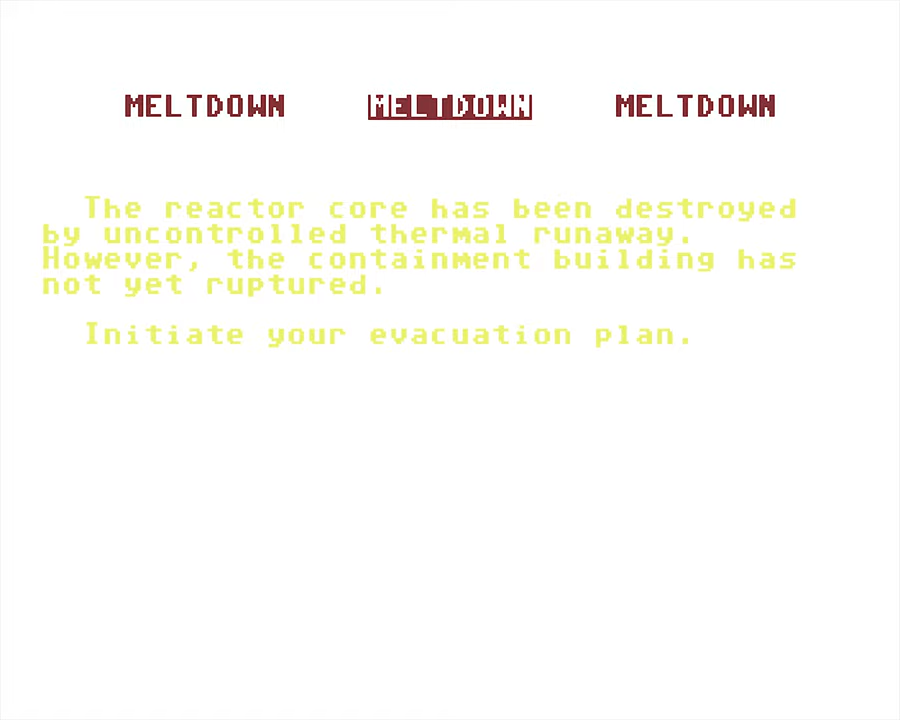 MELTDOWN MELTDOWN MELTDOWN
The reactor core has been destroyed
by uncontrolled thermal runaway.
However, the containment building has
not yet ruptured.
Initiate your evacuation plan.